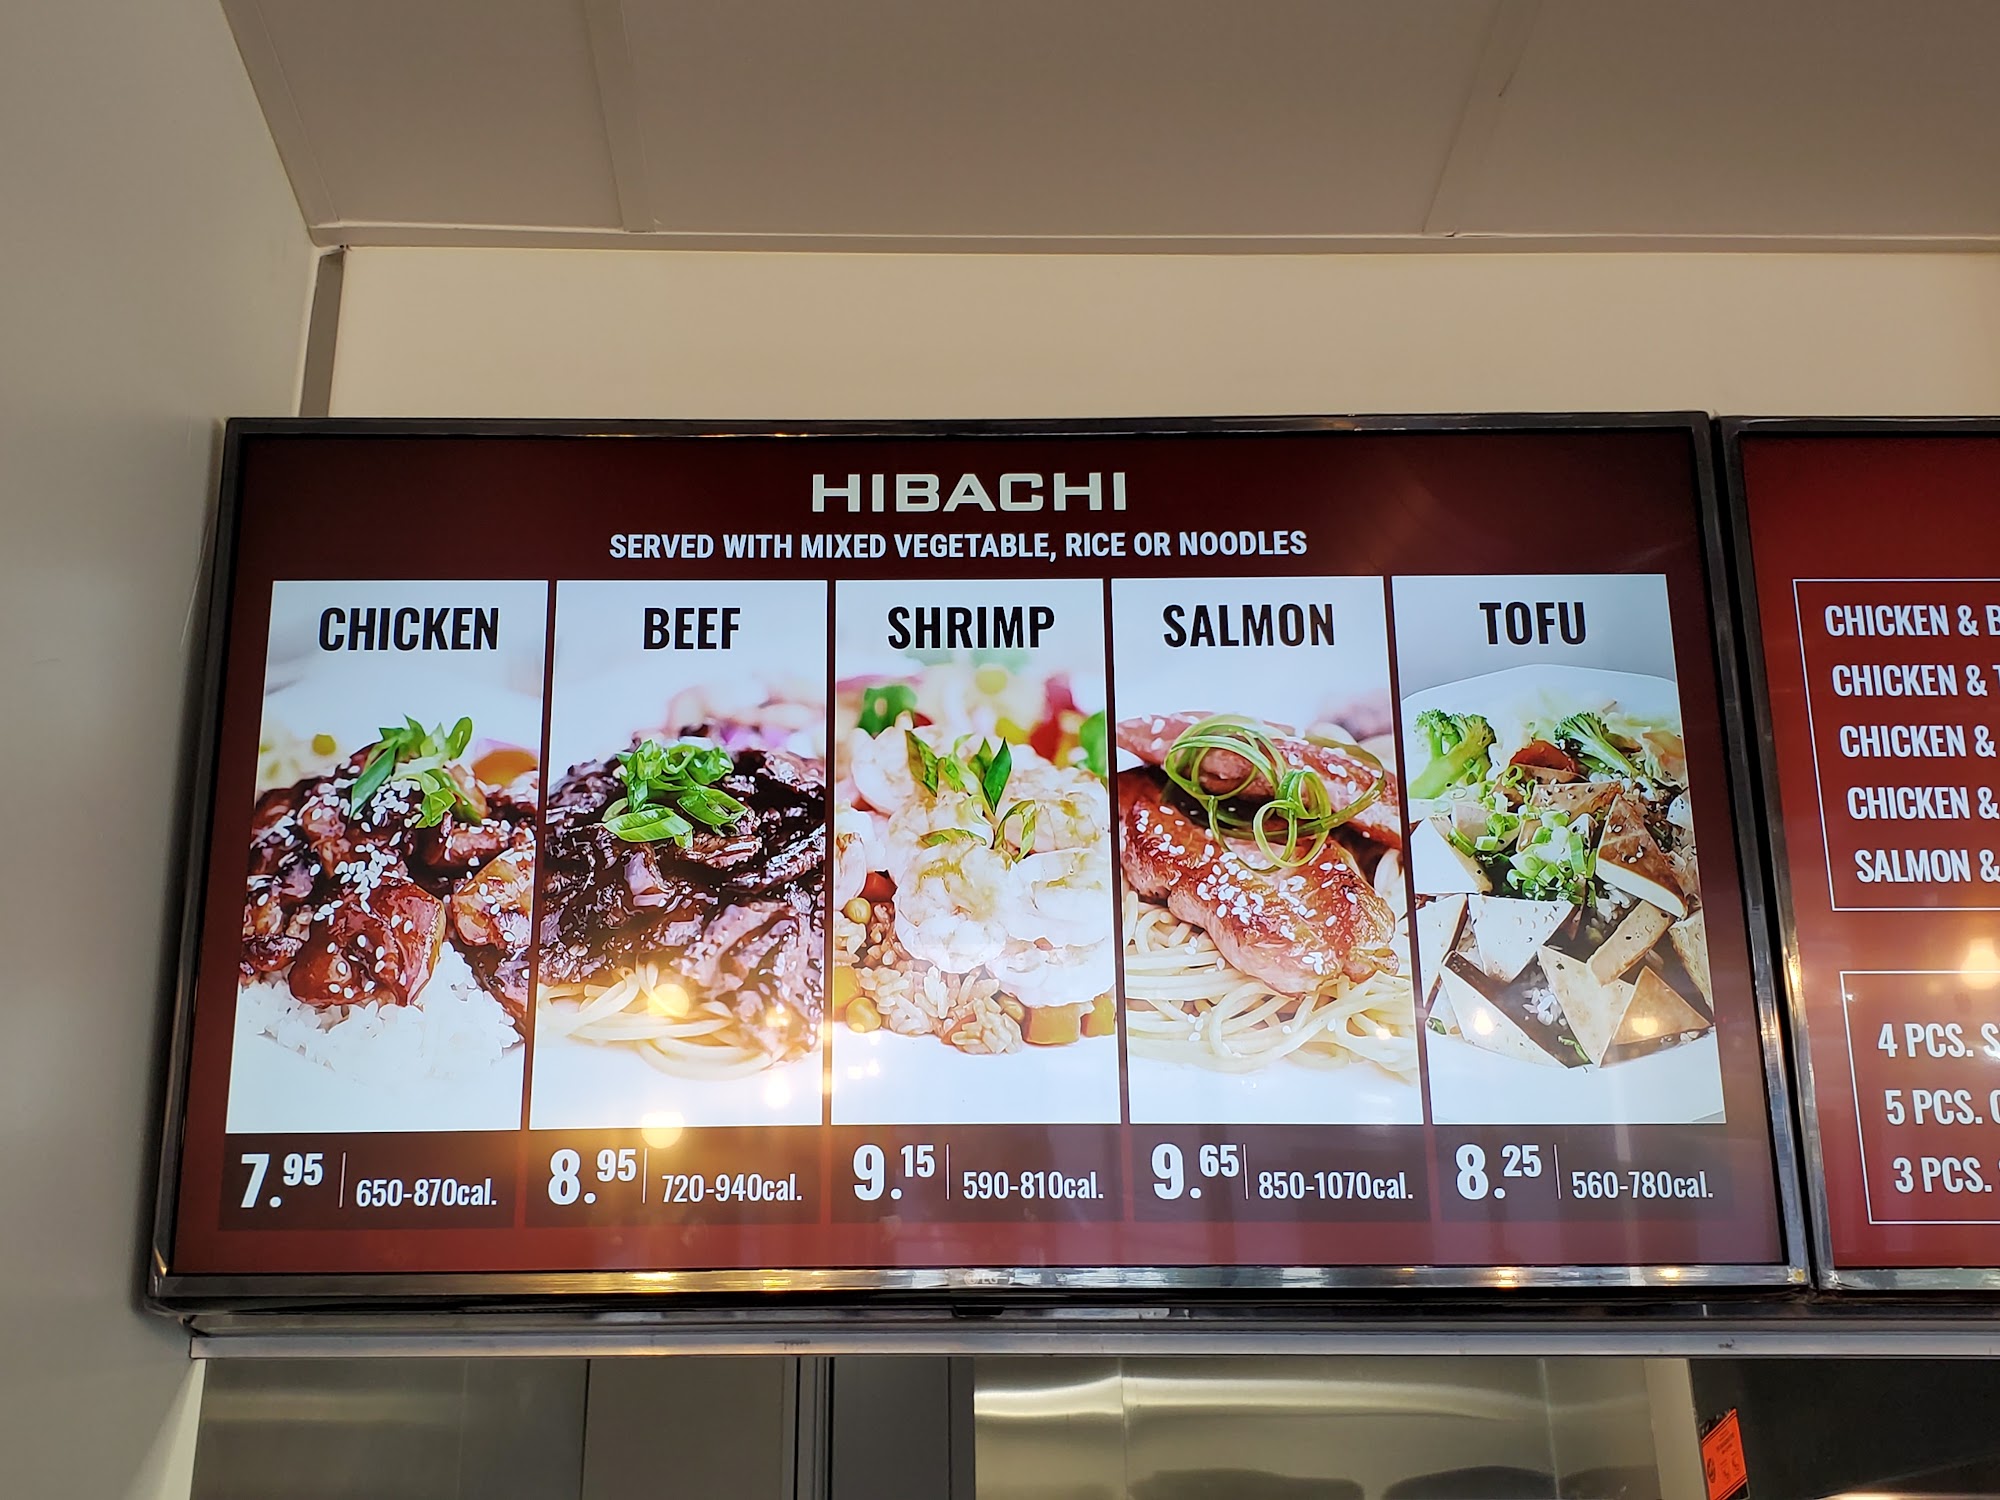 HIBACHI
SERVED WITH MIXED VEGETABLE, RICE OR NOODLES
CHICKEN
BEEF
SHRIMP
SALMON
TOFU
7.95 650-870cal.
8.95 720-940cal.
9.15 590-810cal.
9.65 850-1070cal.
8.25 560-780cal.
LG
CHICKEN &
CHICKEN &
CHICKEN &
CHICKEN &
SALMON &
4 PCS.
5 PCS.
3 PCS.